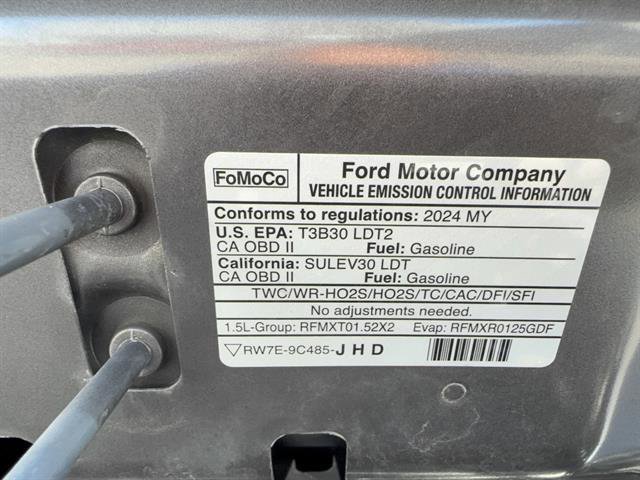 FoMoCo
Ford Motor Company
VEHICLE EMISSION CONTROL INFORMATION
Conforms to regulations: 2024 MY
U.S. EPA: T3B30 LDT2
CA OBD II Fuel: Gasoline
California: SULEV30 LDT
CA OBD II Fuel: Gasoline
TWC/WR-HO2S/HO2S/TC/CAC/DFI/SFI
No adjustments needed.
1.5L-Group: RFMXT01.52X2 Evap: RFMXR0125GDF
▽RW7E-9C485-JHD